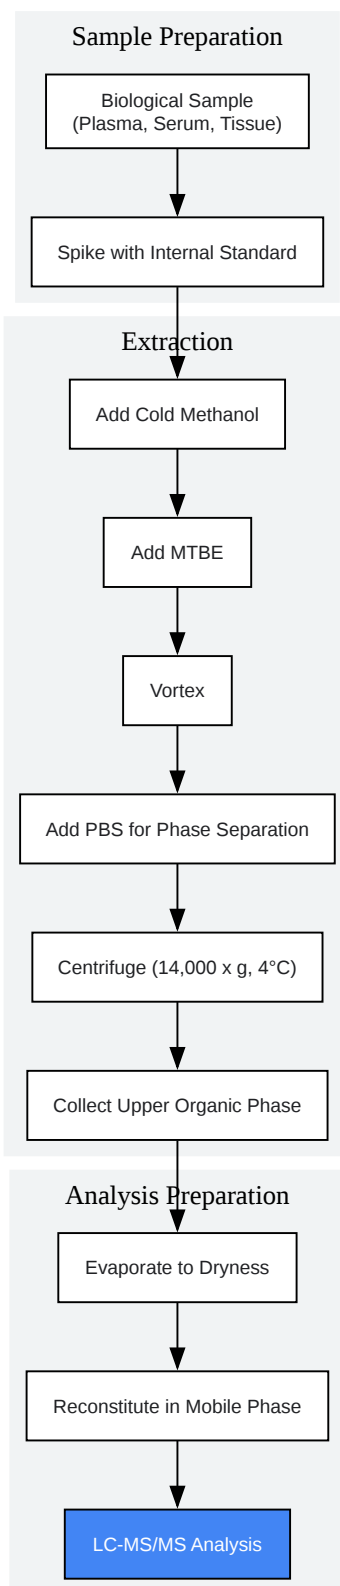 Sample Preparation
Biological Sample
(Plasma, Serum, Tissue)
Spike with Internal Standard
Extraction
Add Cold Methanol
Add MTBE
Vortex
Add PBS for Phase Separation
Centrifuge (14,000 x g, 4°C)
Collect Upper Organic Phase
Analysis Preparation
Evaporate to Dryness
Reconstitute in Mobile Phase
LC-MS/MS Analysis